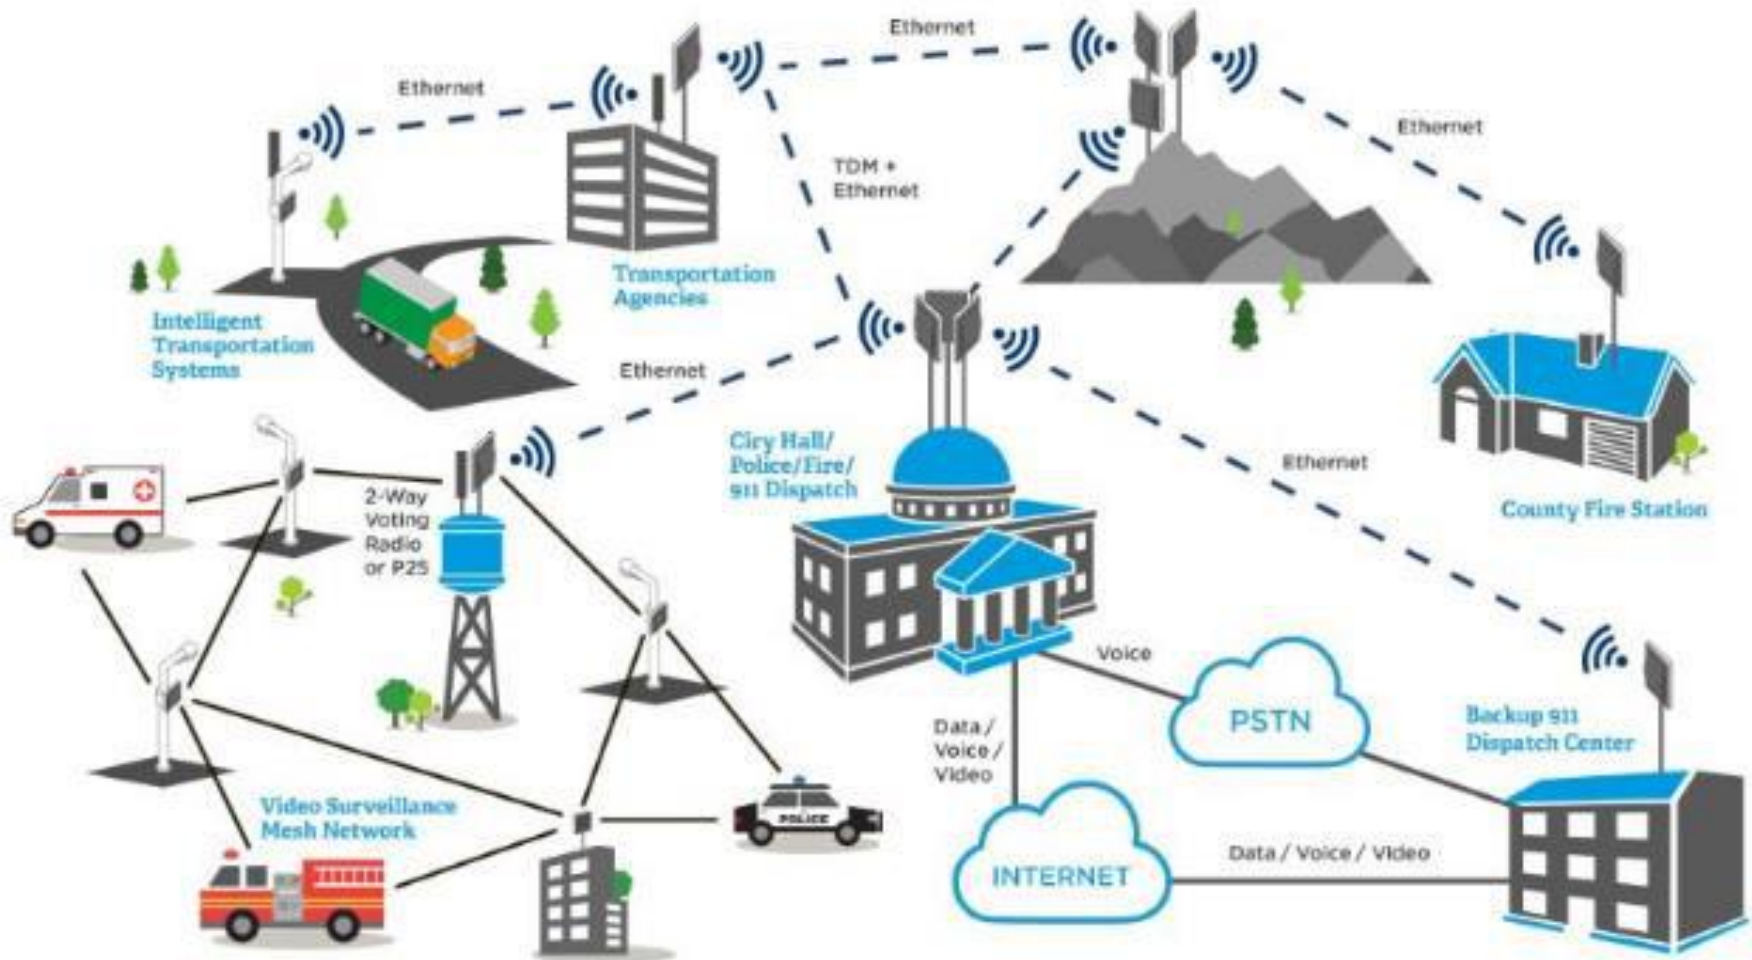 Ethernet
Ethernet
Ethernet
TDM +
Ethernet
Transportation
Agencies
Intelligent
Transportation
Systems
Ethernet
Ciry Hall/
Police/Fire/
911 Dispatch
Ethernet
County Fire Station
2-Way
Voting
Radio
or P25
Voice
PSTN
Data /
Voice /
Video
Backup 911
Dispatch Center
Video Surveillance
Mesh Network
POLICE
INTERNET
Data / Voice / Video